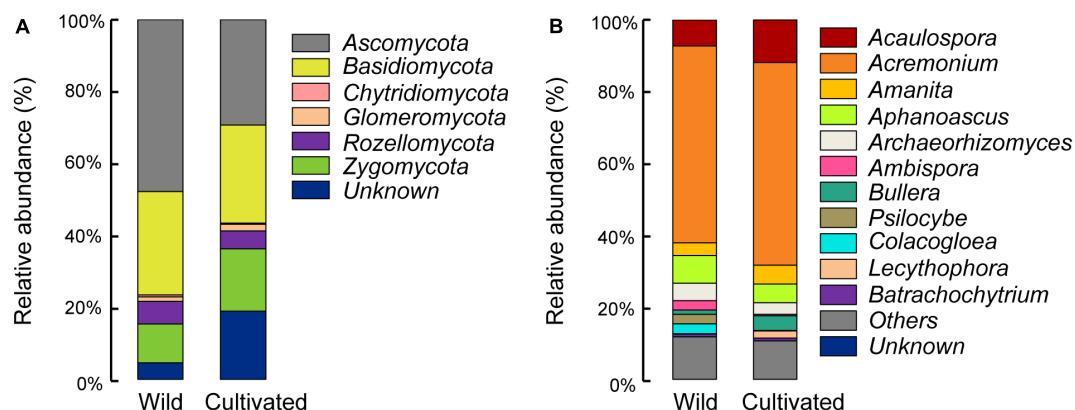 A
Relative abundance (%)
100%
80%
60%
40%
20%
0%
Wild
Cultivated
Ascomycota
Basidiomycota
Chytridiomycota
Glomeromycota
Rozellomycota
Zygomycota
Unknown
B
Relative abundance (%)
100%
80%
60%
40%
20%
0%
Wild
Cultivated
Acaulospora
Acremonium
Amanita
Aphanoascus
Archaeorhizomyces
Ambispora
Bullera
Psilocybe
Colacogloea
Lecythophora
Batrachochytrium
Others
Unknown